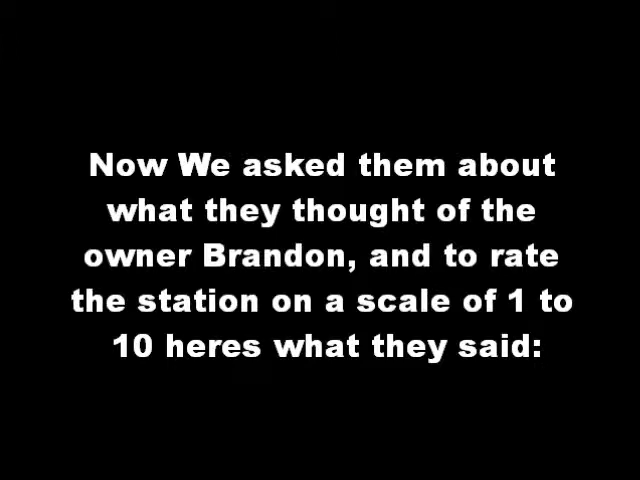 Now We asked them about
what they thought of the
owner Brandon, and to rate
the station on a scale of 1 to
10 heres what they said: